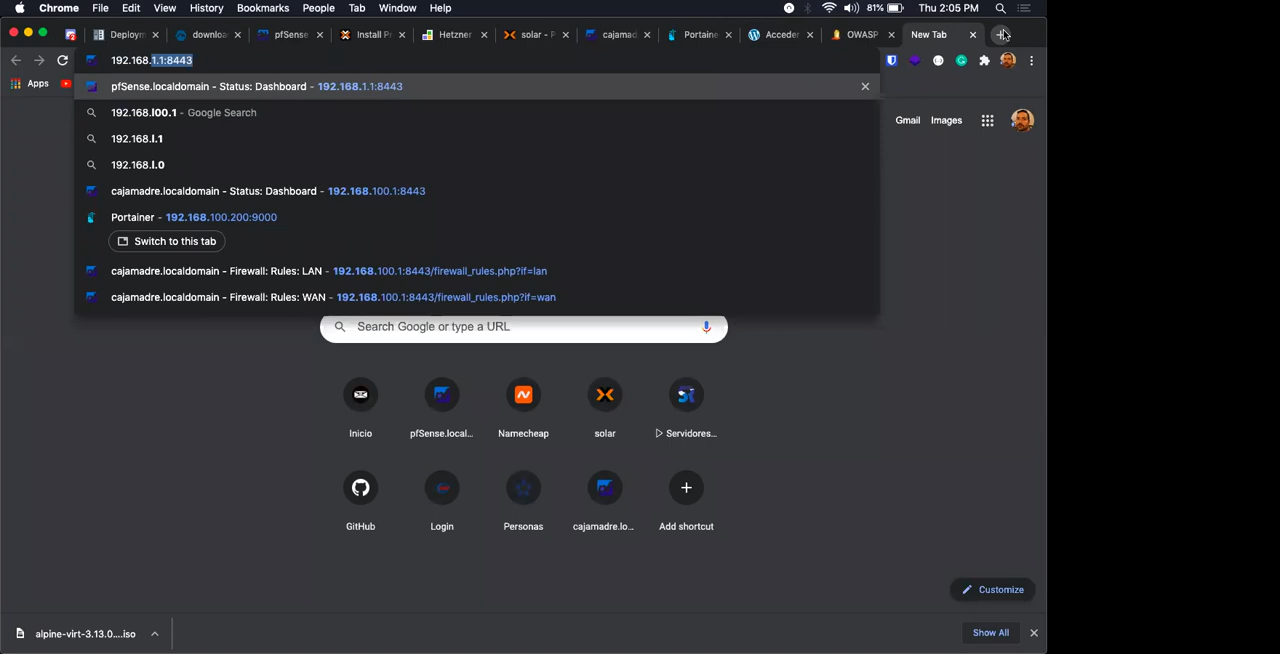 Chrome File Edit View History Bookmarks People Tab Window Help 81% Thu 2:05 PM
Deploym downloa pfSense Install P Hetzner solar - P cajamad Portaine Acceder OWASP New Tab
192.168.1.1:8443
pfSense.localdomain - Status: Dashboard - 192.168.1.1:8443
Apps
192.168.l00.1 - Google Search
Gmail Images
192.168.l.1
192.168.l.0
cajamadre.localdomain - Status: Dashboard - 192.168.100.1:8443
Portainer - 192.168.100.200:9000
Switch to this tab
cajamadre.localdomain - Firewall: Rules: LAN - 192.168.100.1:8443/firewall_rules.php?if=lan
cajamadre.localdomain - Firewall: Rules: WAN - 192.168.100.1:8443/firewall_rules.php?if=wan
Search Google or type a URL
Inicio pfSense.local... Namecheap solar ▷ Servidores...
GitHub Login Personas cajamadre.lo... Add shortcut
Customize
alpine-virt-3.13.0....iso Show All